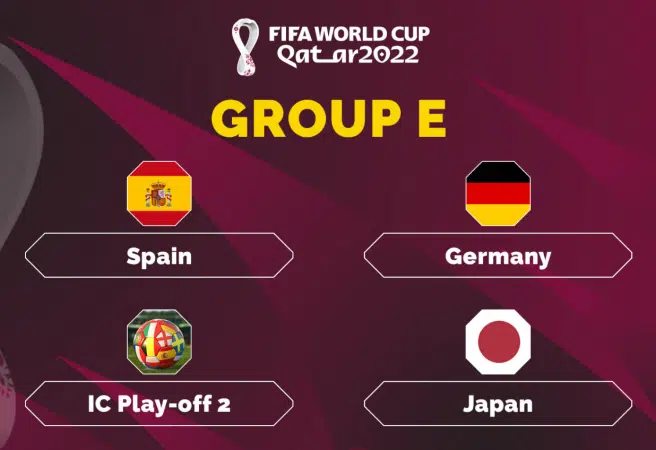 FIFA WORLD CUP
Qatar2022
GROUP E
Spain
Germany
IC Play-off 2
Japan